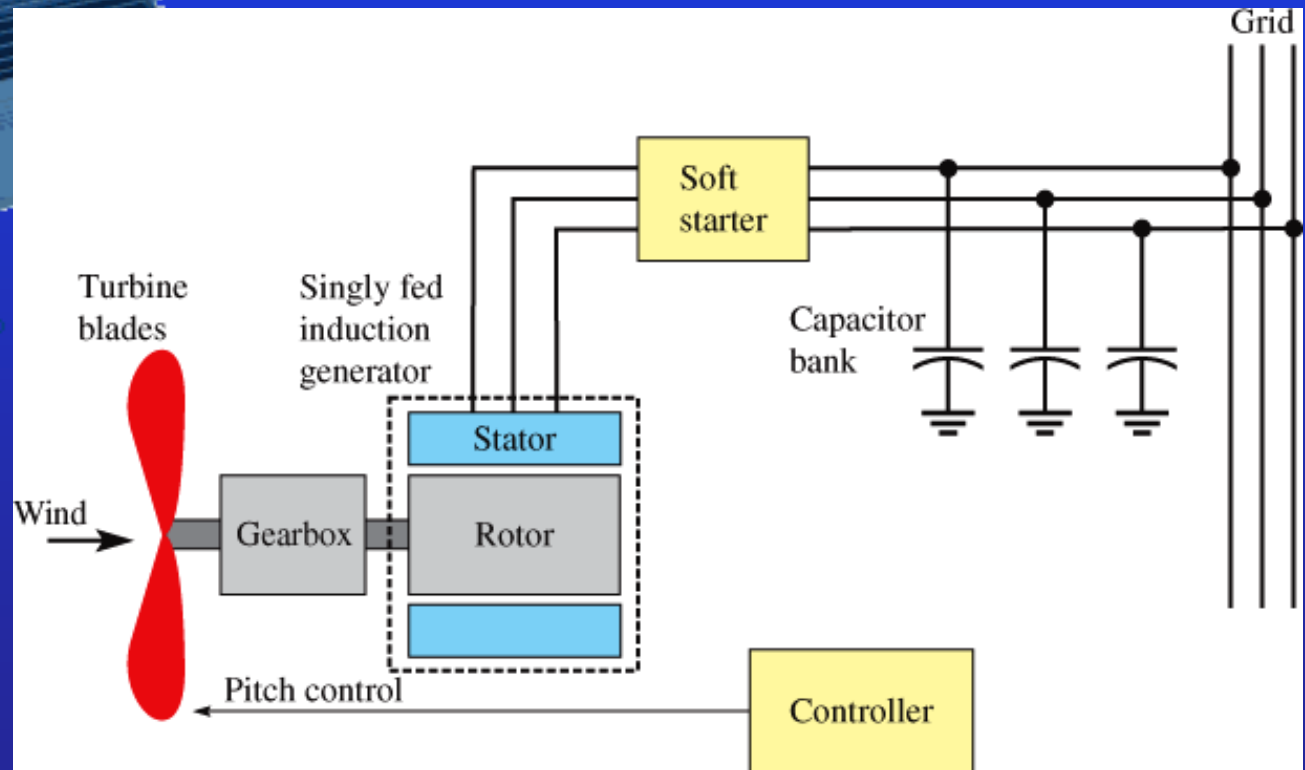 Grid
Soft
starter
Turbine
blades
Singly fed
induction
generator
Capacitor
bank
Stator
Wind
Gearbox
Rotor
Pitch control
Controller